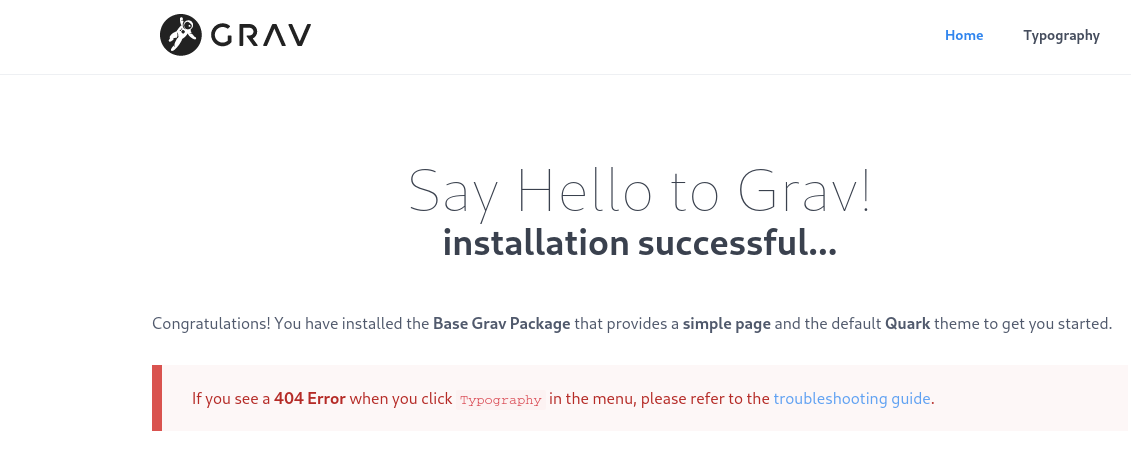 GRAV
Home Typography
Say Hello to Grav!
installation successful...
Congratulations! You have installed the Base Grav Package that provides a simple page and the default Quark theme to get you started.
If you see a 404 Error when you click Typography in the menu, please refer to the troubleshooting guide.